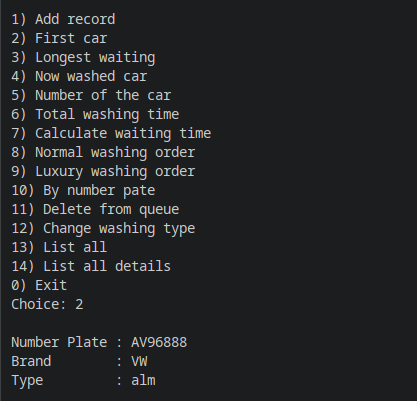 1) Add record
2) First car
3) Longest waiting
4) Now washed car
5) Number of the car
6) Total washing time
7) Calculate waiting time
8) Normal washing order
9) Luxury washing order
10) By number pate
11) Delete from queue
12) Change washing type
13) List all
14) List all details
0) Exit
Choice: 2
Number Plate : AV96888
Brand : VW
Type : alm